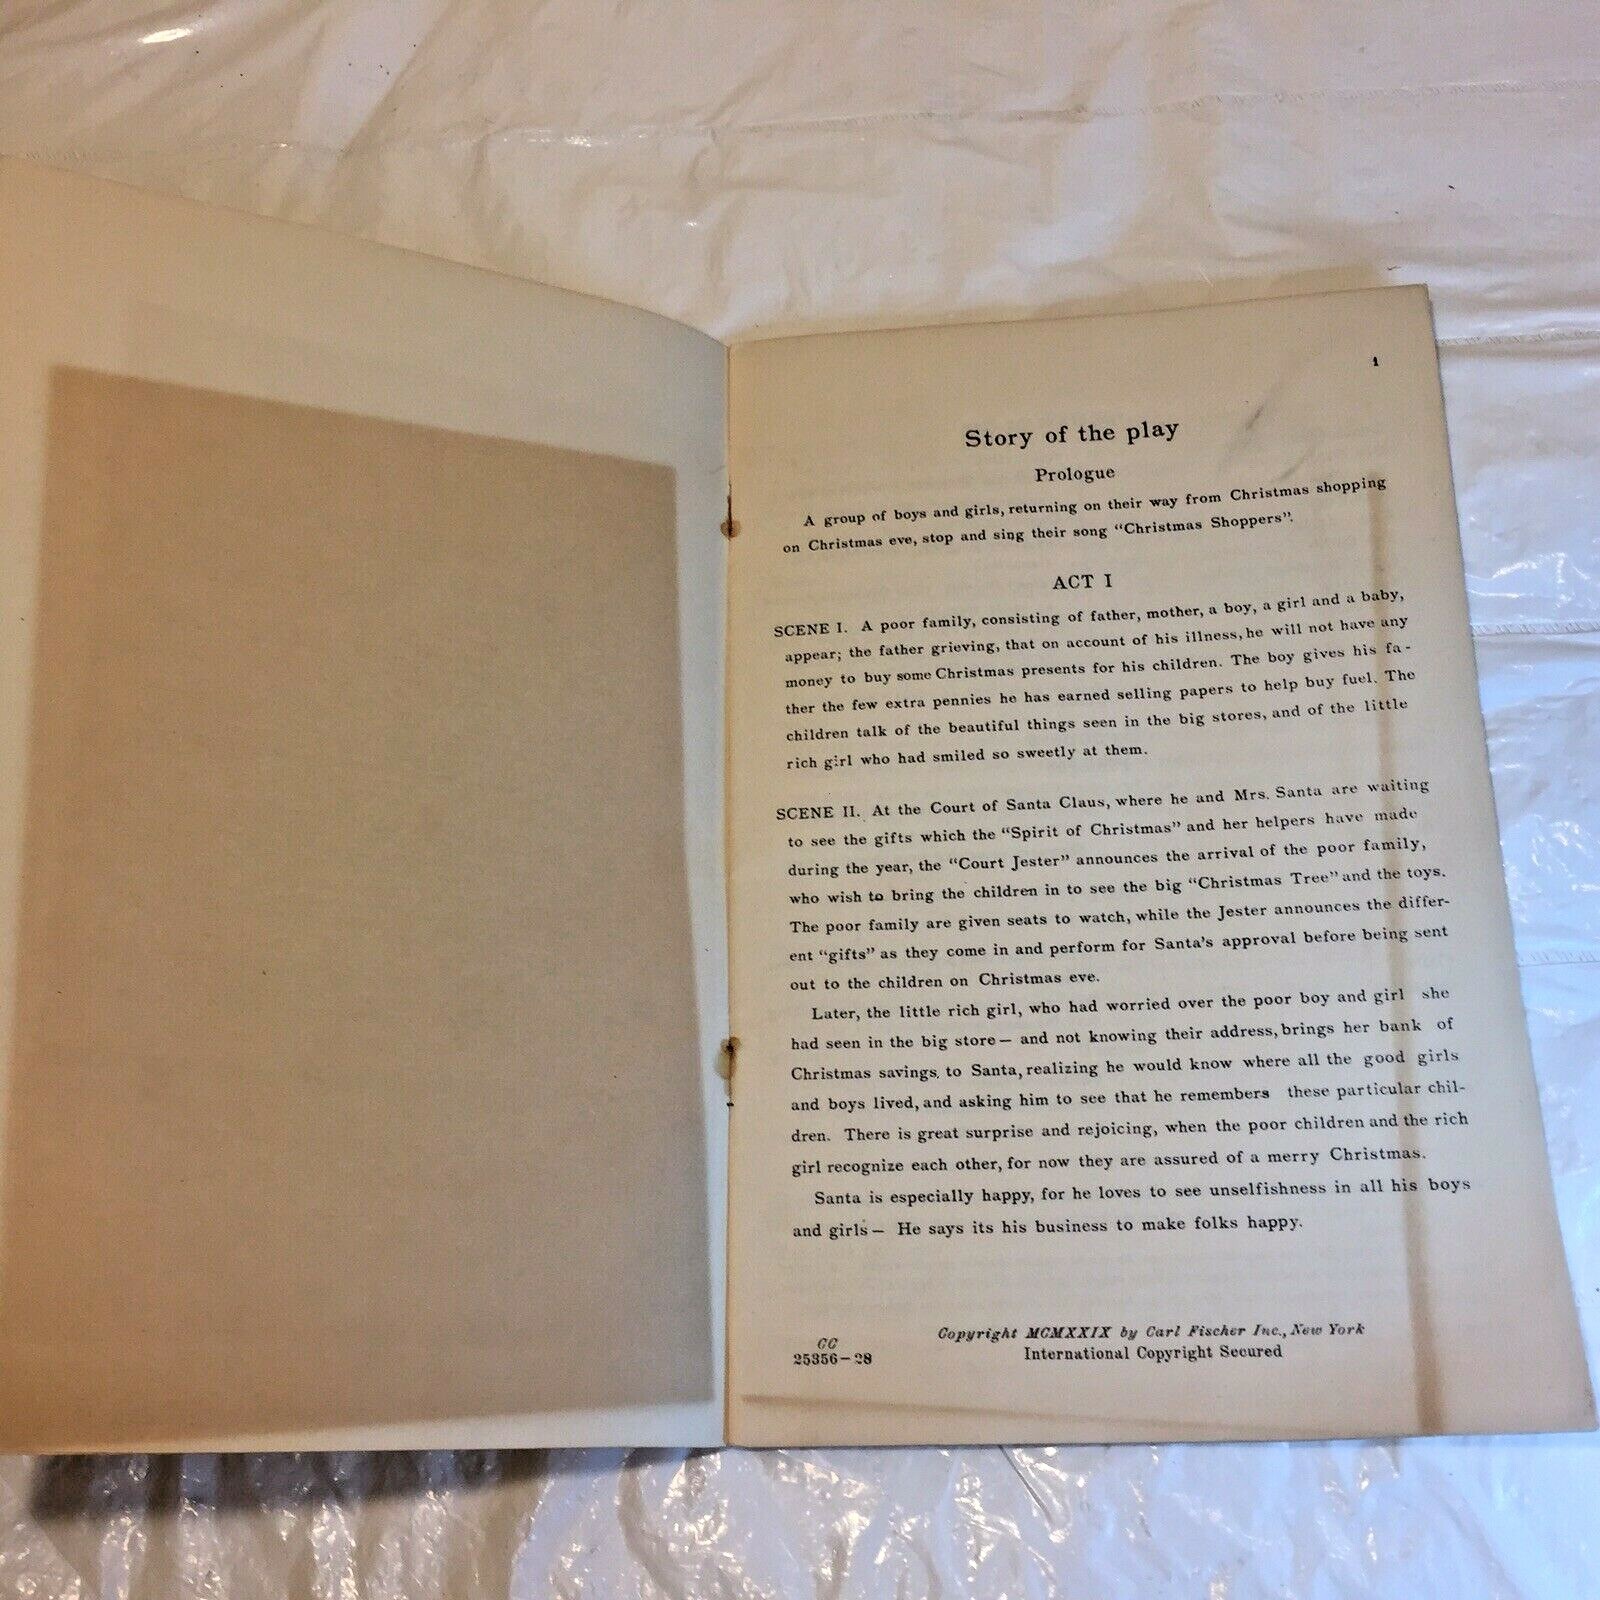 1
Story of the play
Prologue
A group of boys and girls, returning on their way from Christmas shopping
on Christmas eve, stop and sing their song "Christmas Shoppers".
ACT I
SCENE I. A poor family, consisting of father, mother, a boy, a girl and a baby,
appear; the father grieving, that on account of his illness, he will not have any
money to buy some Christmas presents for his children. The boy gives his fa-
ther the few extra pennies he has earned selling papers to help buy fuel. The
children talk of the beautiful things seen in the big stores, and of the little
rich girl who had smiled so sweetly at them.
SCENE II. At the Court of Santa Claus, where he and Mrs. Santa are waiting
to see the gifts which the "Spirit of Christmas" and her helpers have made
during the year, the "Court Jester" announces the arrival of the poor family,
who wish to bring the children in to see the big "Christmas Tree" and the toys.
The poor family are given seats to watch, while the Jester announces the differ-
ent "gifts" as they come in and perform for Santa's approval before being sent
out to the children on Christmas eve.
Later, the little rich girl, who had worried over the poor boy and girl she
had seen in the big store— and not knowing their address, brings her bank of
Christmas savings, to Santa, realizing he would know where all the good girls
and boys lived, and asking him to see that he remembers these particular chil-
dren. There is great surprise and rejoicing, when the poor children and the rich
girl recognize each other, for now they are assured of a merry Christmas.
Santa is especially happy, for he loves to see unselfishness in all his boys
and girls— He says its his business to make folks happy.
Copyright MCMXXIX by Carl Fischer Inc., New York
International Copyright Secured
CC
25356-28